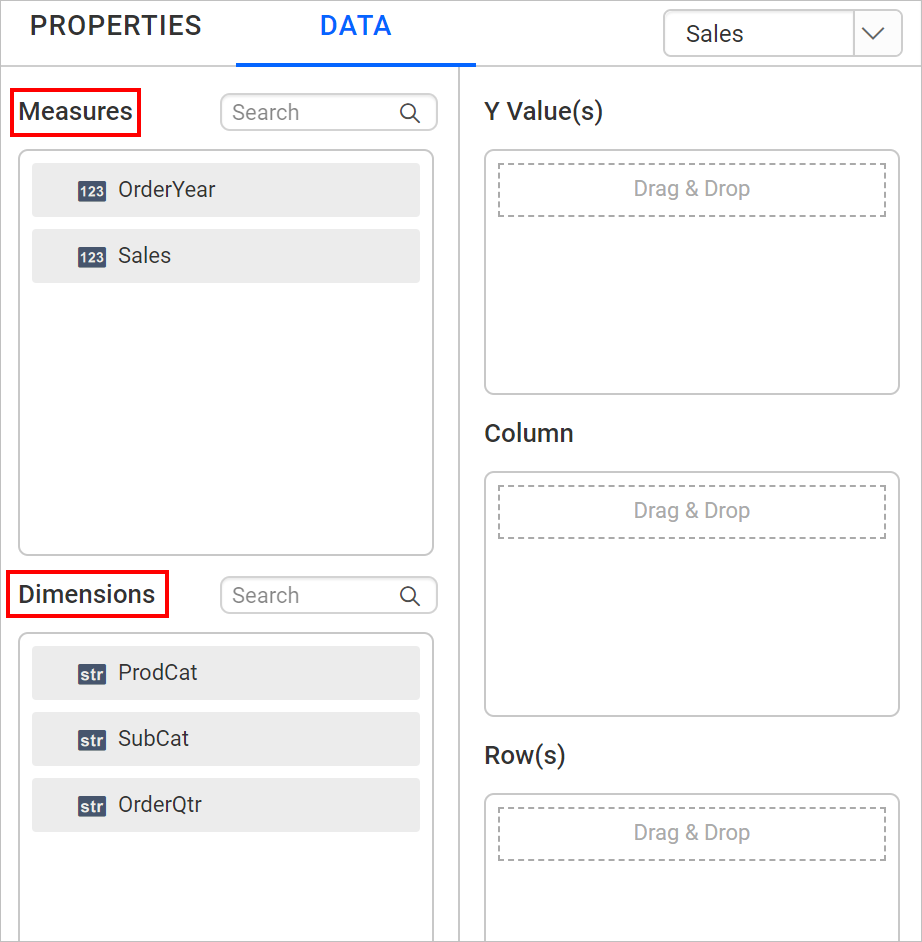 PROPERTIES
DATA
Sales
Measures
Search
123 OrderYear
123 Sales
Dimensions
Search
str ProdCat
str SubCat
str OrderQtr
Y Value(s)
Drag & Drop
Column
Drag & Drop
Row(s)
Drag & Drop